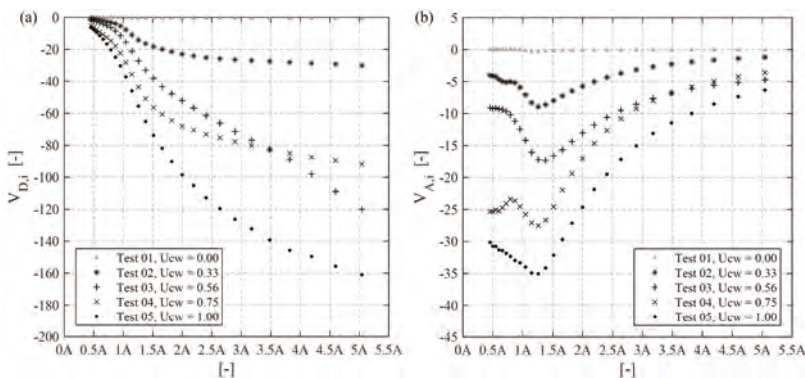 (a)
0
-20
-40
-60
-80
-100
-120
-140
-160
-180
-200
V_D,i [-]
Test 01, Ucw = 0.00
Test 02, Ucw = 0.33
Test 03, Ucw = 0.56
Test 04, Ucw = 0.75
Test 05, Ucw = 1.00
0A 0.5A 1A 1.5A 2A 2.5A 3A 3.5A 4A 4.5A 5A 5.5A
[-]
(b)
5
0
-5
-10
-15
-20
-25
-30
-35
-40
-45
V_A,i [-]
Test 01, Ucw = 0.00
Test 02, Ucw = 0.33
Test 03, Ucw = 0.56
Test 04, Ucw = 0.75
Test 05, Ucw = 1.00
0A 0.5A 1A 1.5A 2A 2.5A 3A 3.5A 4A 4.5A 5A 5.5A
[-]